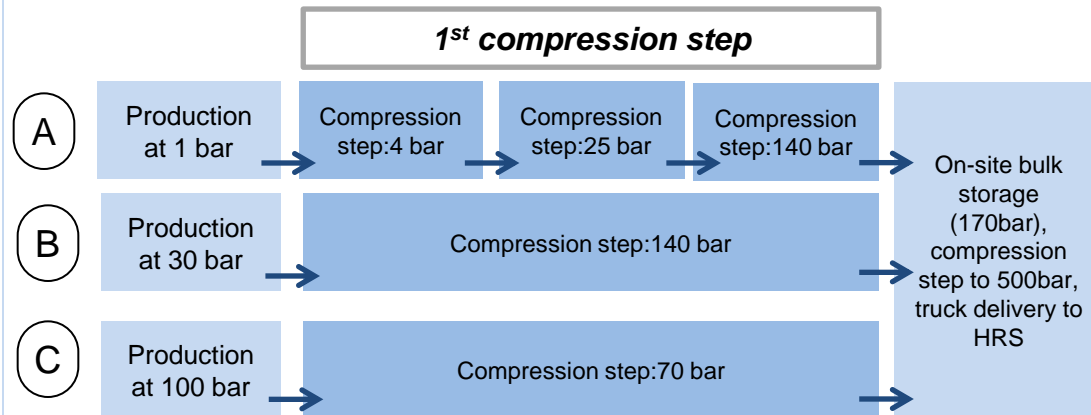 1st compression step
A
Production
at 1 bar
Compression
step:4 bar
Compression
step:25 bar
Compression
step:140 bar
B
Production
at 30 bar
Compression step:140 bar
C
Production
at 100 bar
Compression step:70 bar
On-site bulk
storage
(170bar),
compression
step to 500bar,
truck delivery to
HRS